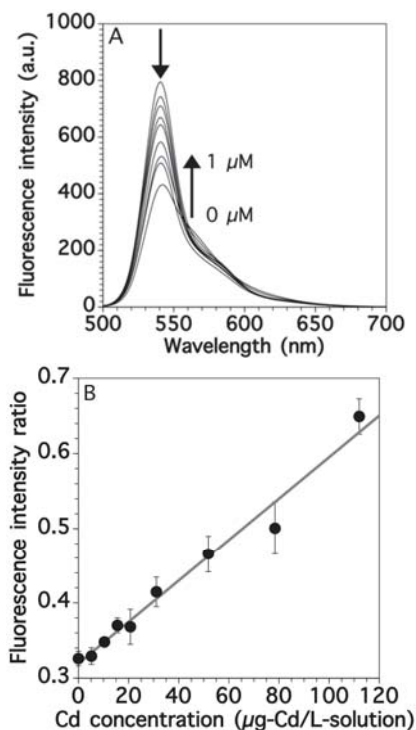 A
Fluorescence intensity (a.u.)
1000
800
600
400
200
0
1 µM
0 µM
500 550 600 650 700
Wavelength (nm)
B
Fluorescence intensity ratio
0.7
0.6
0.5
0.4
0.3
0 20 40 60 80 100 120
Cd concentration (µg-Cd/L-solution)